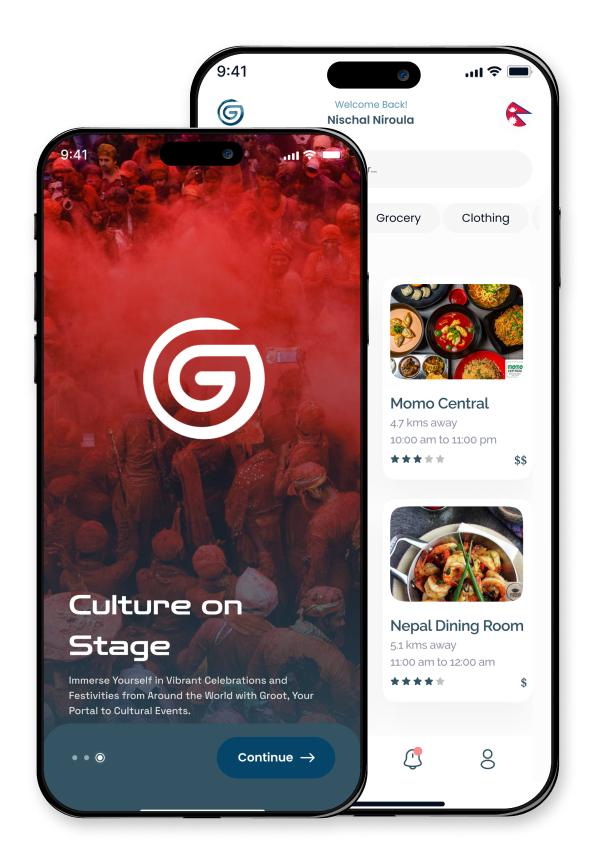 9:41
Welcome Back!
Nischal Niroula
r...
Grocery
Clothing
Momo Central
4.7 kms away
10:00 am to 11:00 pm
$$
Nepal Dining Room
5.1 kms away
11:00 am to 12:00 am
$
9:41
G
Culture on
Stage
Immerse Yourself in Vibrant Celebrations and
Festivities from Around the World with Groot, Your
Portal to Cultural Events.
Continue →